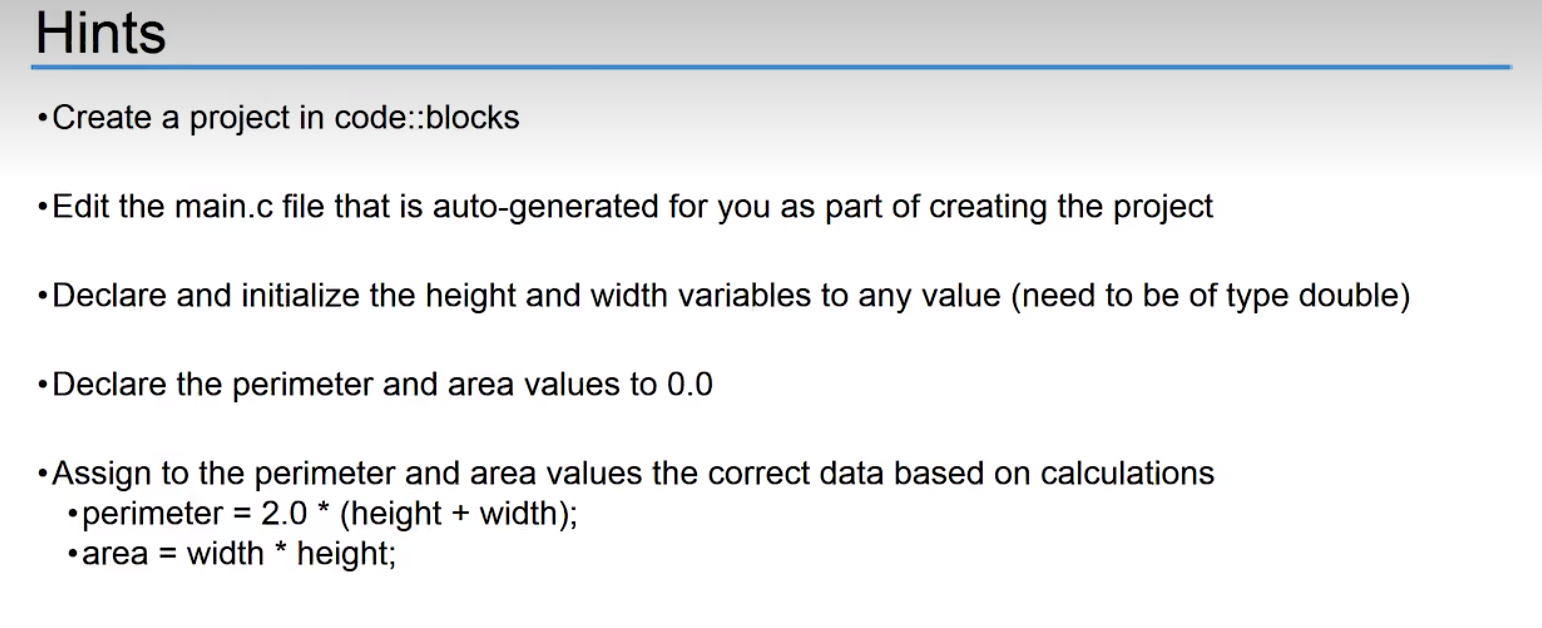 Hints
•Create a project in code::blocks
•Edit the main.c file that is auto-generated for you as part of creating the project
•Declare and initialize the height and width variables to any value (need to be of type double)
•Declare the perimeter and area values to 0.0
•Assign to the perimeter and area values the correct data based on calculations
•perimeter = 2.0 * (height + width);
•area = width * height;